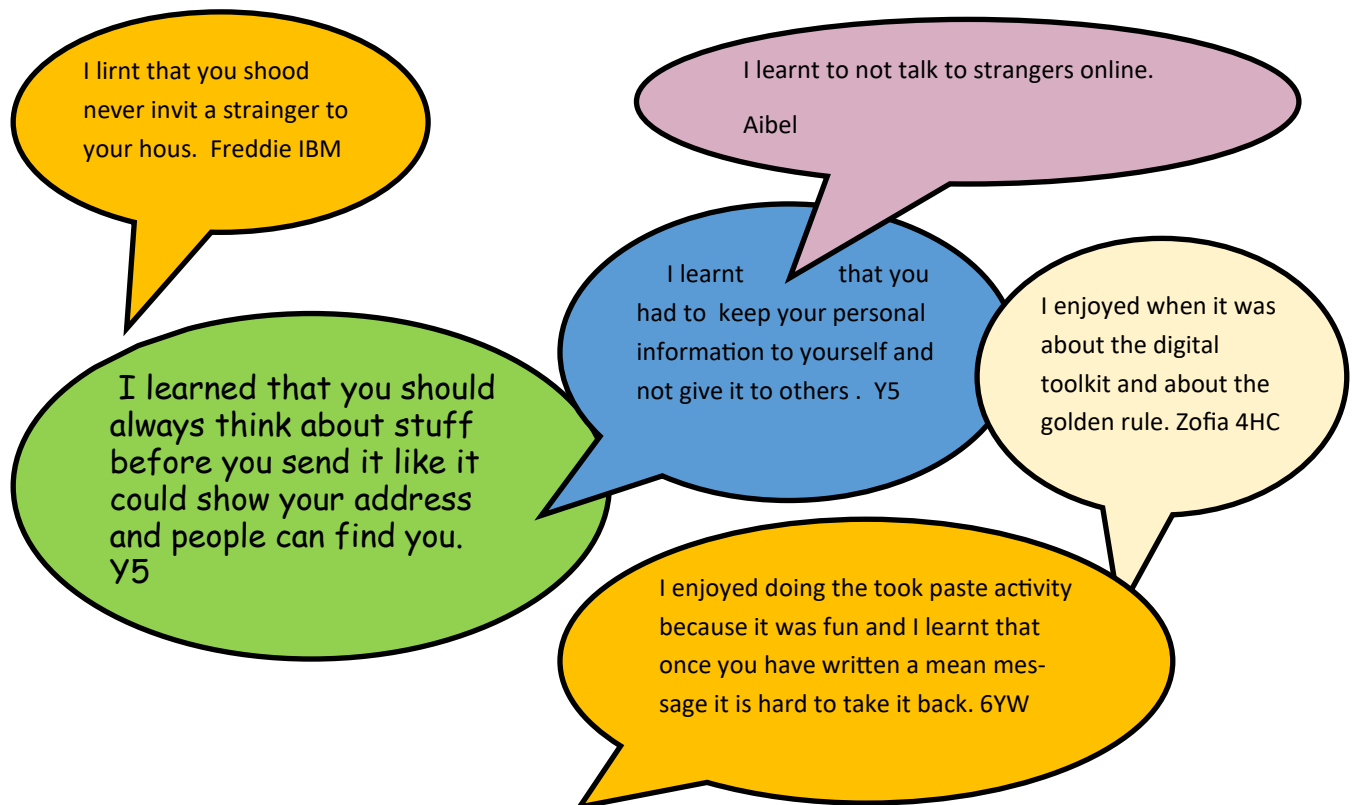 I lirnt that you shood
never invit a strainger to
your hous.  Freddie IBM
I learnt to not talk to strangers online.
Aibel
I learnt that you
had to  keep your personal
information to yourself and
not give it to others .  Y5
I enjoyed when it was
about the digital
toolkit and about the
golden rule. Zofia 4HC
I learned that you should
always think about stuff
before you send it like it
could show your address
and people can find you.
Y5
I enjoyed doing the took paste activity
because it was fun and I learnt that
once you have written a mean mes-
sage it is hard to take it back. 6YW